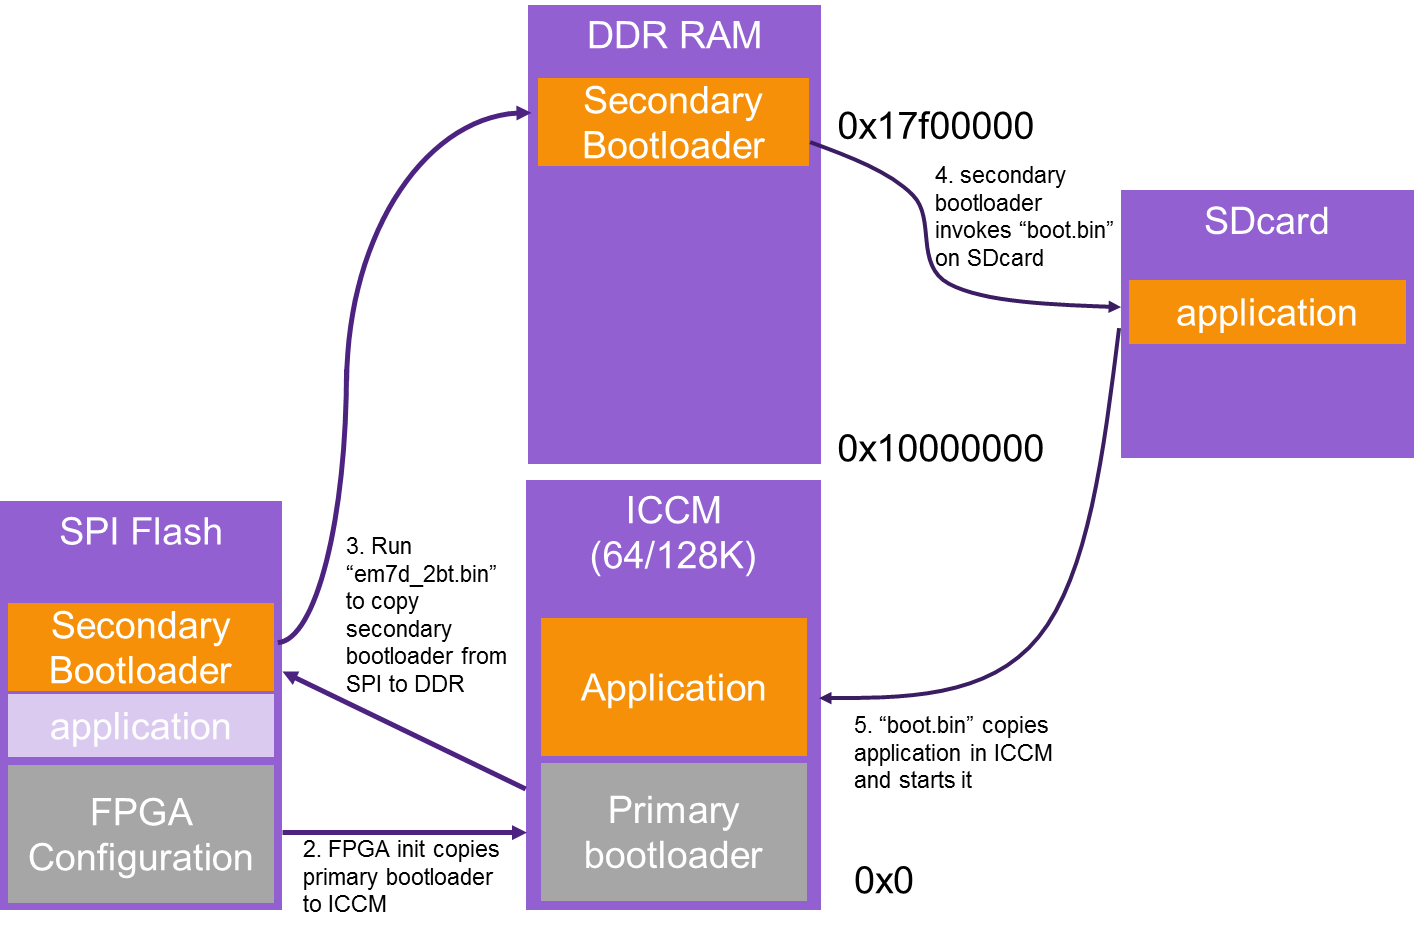 DDR RAM
Secondary
Bootloader
0x17f00000
4. secondary
bootloader
invokes “boot.bin”
on SDcard
SDcard
application
0x10000000
SPI Flash
Secondary
Bootloader
application
FPGA
Configuration
3. Run
“em7d_2bt.bin”
to copy
secondary
bootloader from
SPI to DDR
2. FPGA init copies
primary bootloader
to ICCM
ICCM
(64/128K)
Application
Primary
bootloader
5. “boot.bin” copies
application in ICCM
and starts it
0x0